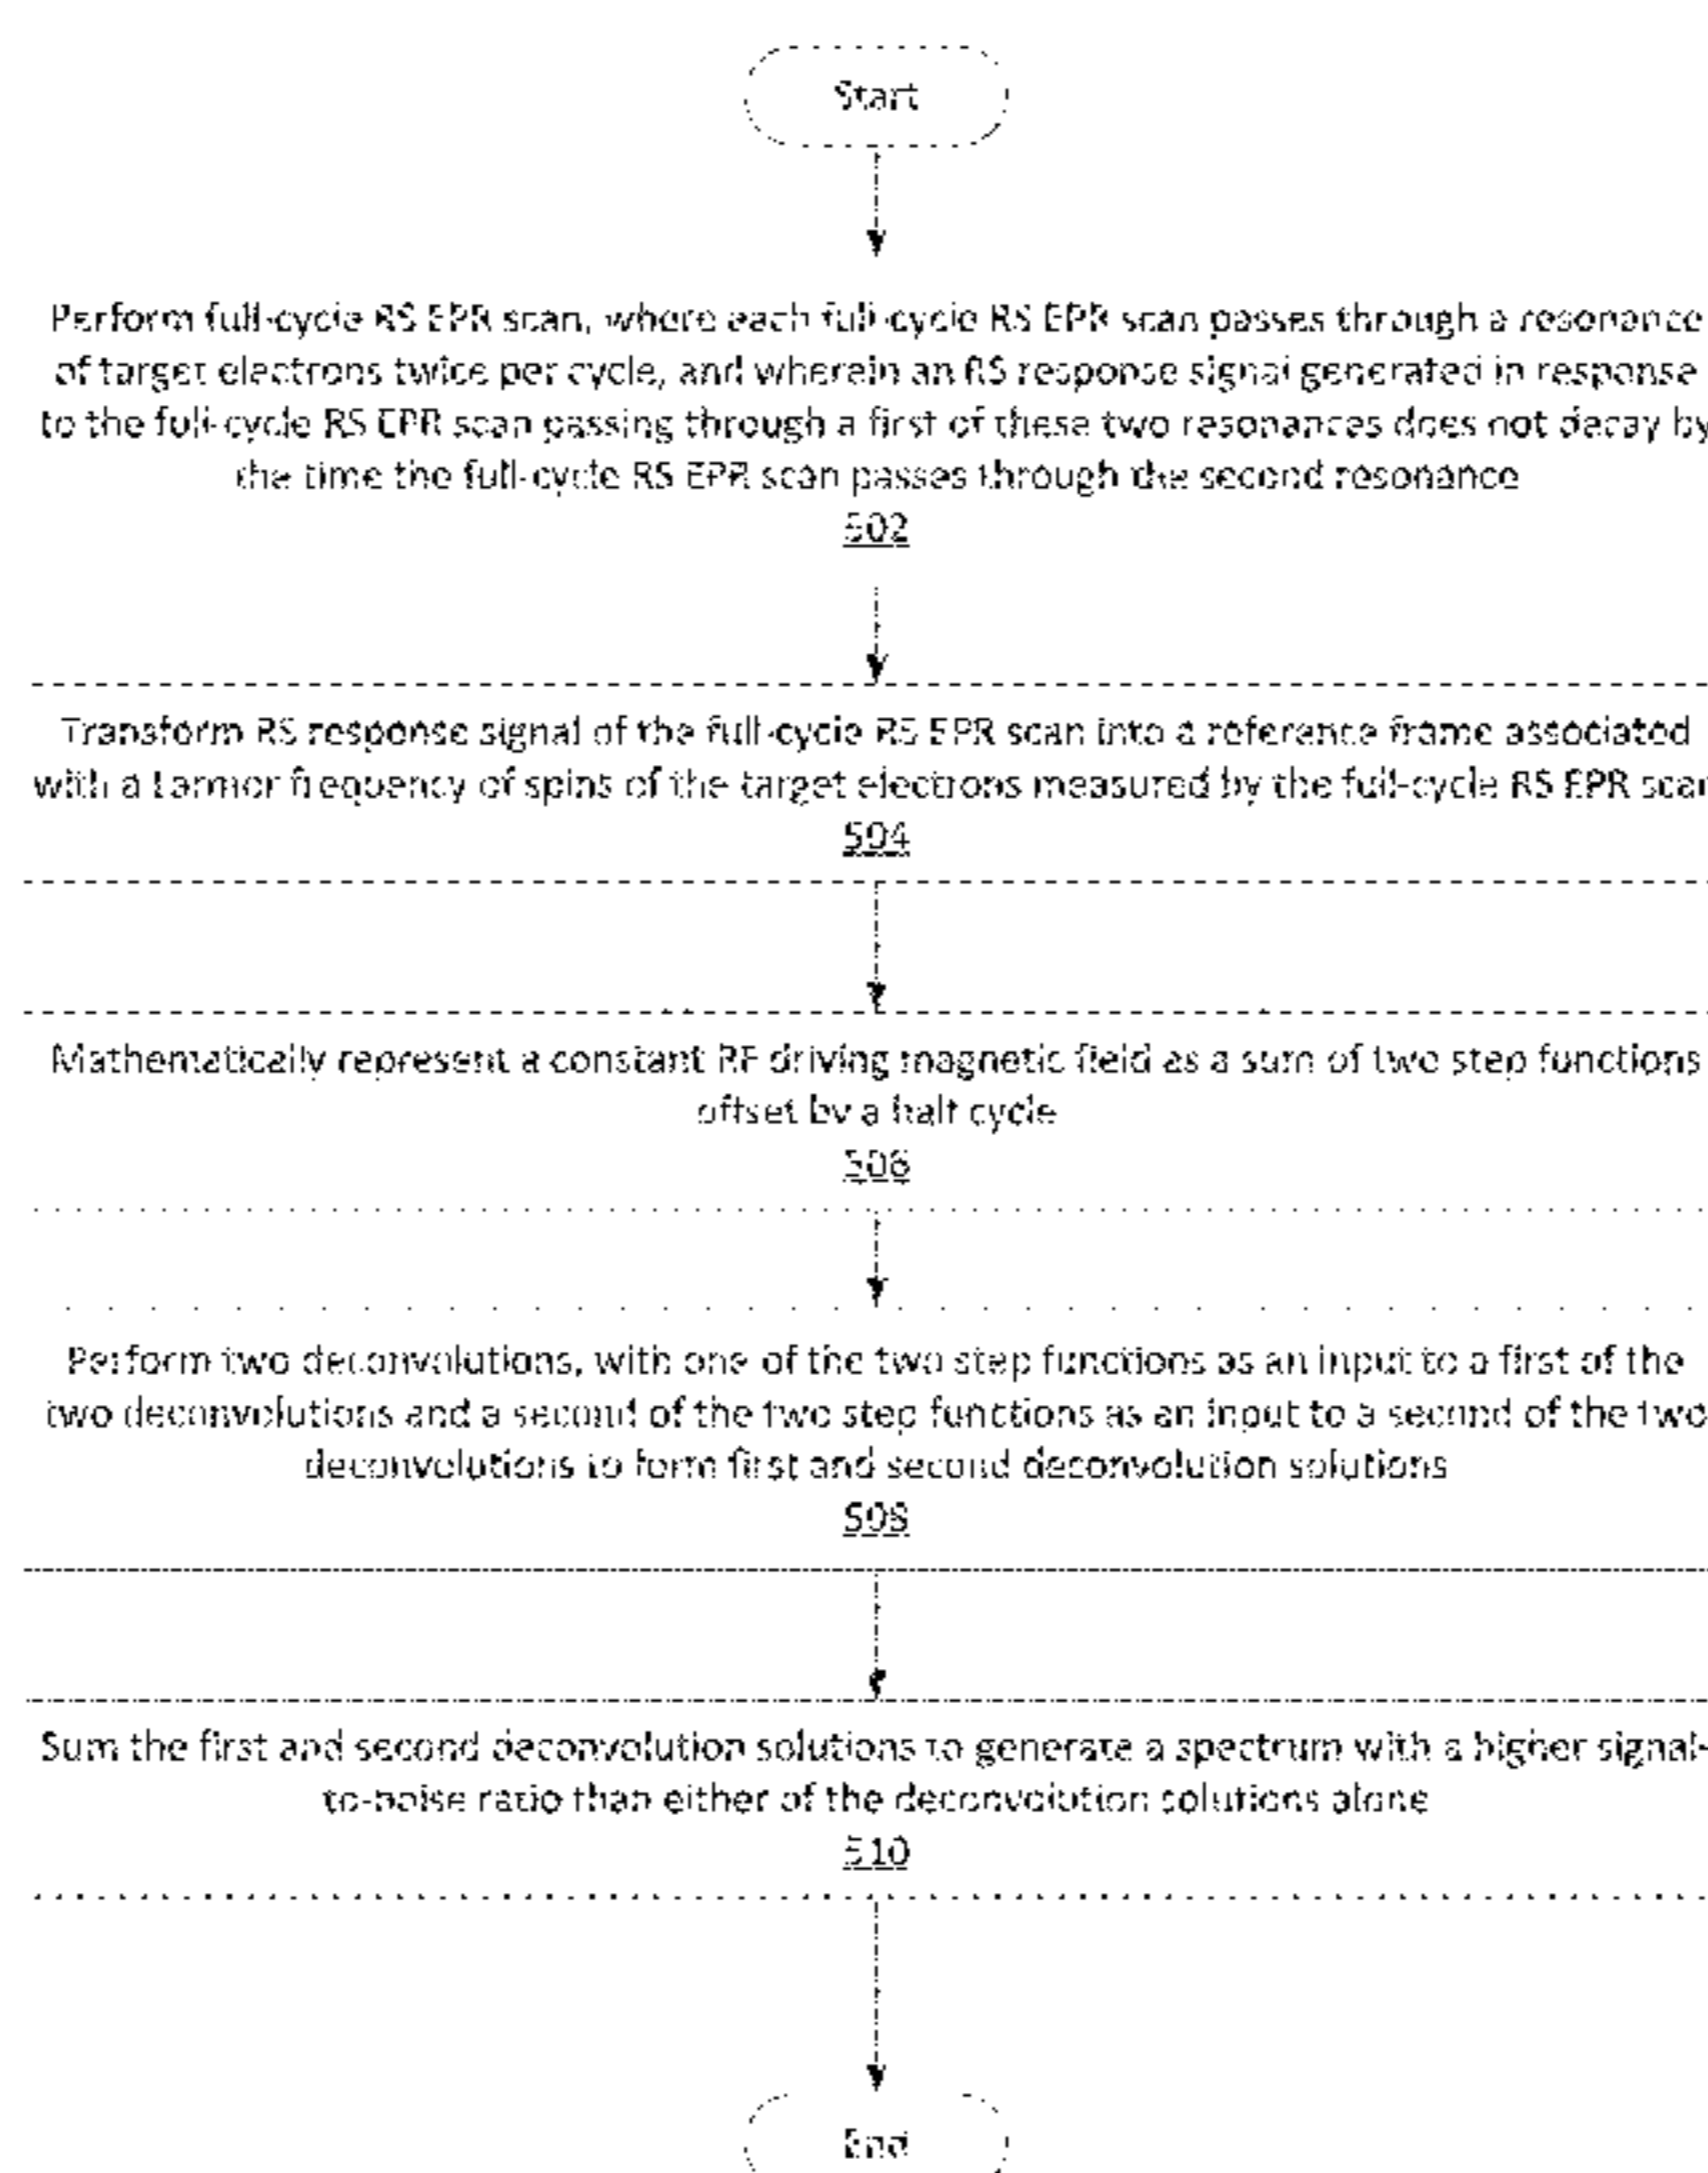 Start
Perform full-cycle RS EPR scan, where each full-cycle RS EPR scan passes through a resonance
of target electrons twice per cycle, and wherein an RS response signal generated in response
to the full-cycle RS EPR scan passing through a first of these two resonances does not decay by
the time the full-cycle RS EPR scan passes through the second resonance
502
Transform RS response signal of the full-cycle RS EPR scan into a reference frame associated
with a Larmor frequency of spins of the target electrons measured by the full-cycle RS EPR scan
504
Mathematically represent a constant RF driving magnetic field as a sum of two step functions
offset by a half cycle
506
Perform two deconvolutions, with one of the two step functions as an input to a first of the
two deconvolutions and a second of the two step functions as an input to a second of the two
deconvolutions to form first and second deconvolution solutions
508
Sum the first and second deconvolution solutions to generate a spectrum with a higher signal-
to-noise ratio than either of the deconvolution solutions alone
510
End